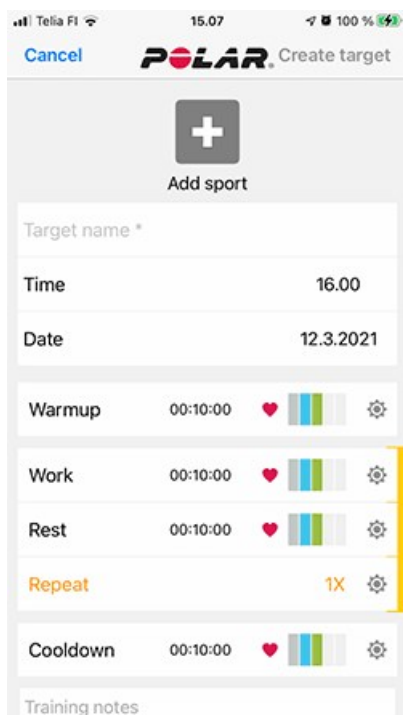 Telia FI 15.07 100 %
Cancel POLAR. Create target
Add sport
Target name *
Time 16.00
Date 12.3.2021
Warmup 00:10:00
Work 00:10:00
Rest 00:10:00
Repeat 1X
Cooldown 00:10:00
Training notes